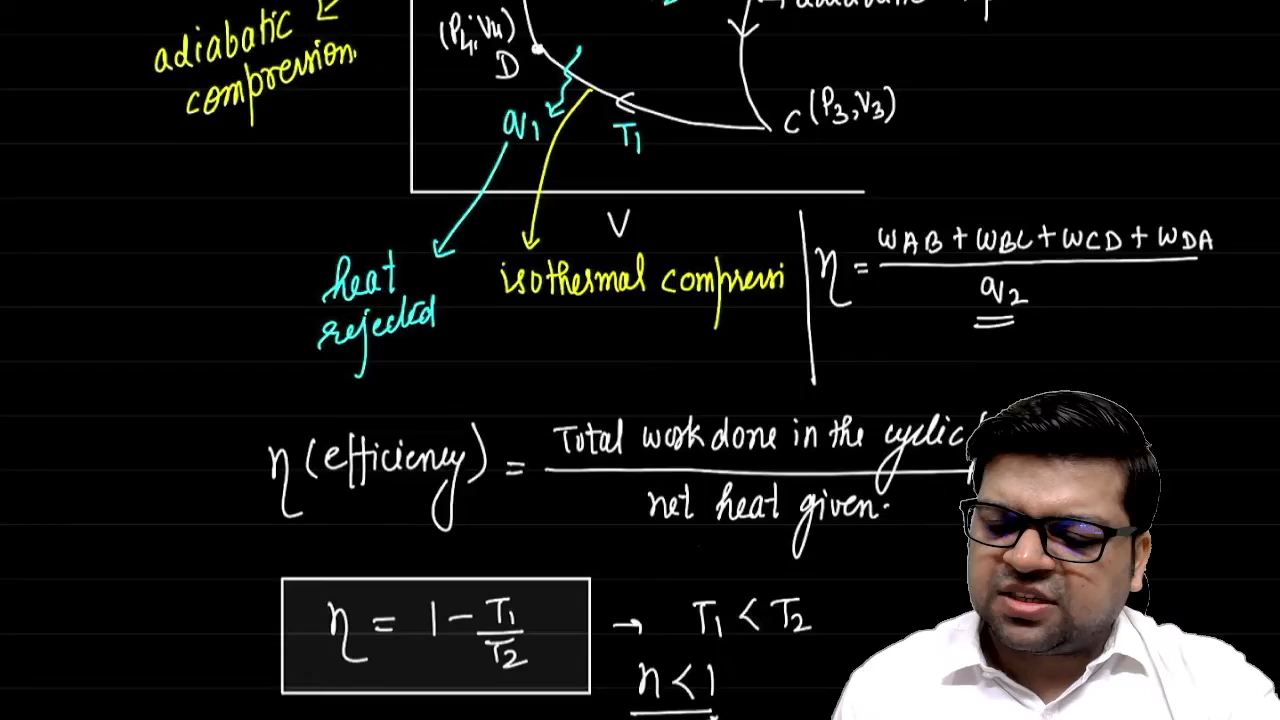 adiabatic
compression.
(P4,V4)
D
q1
T1
C (P3,V3)
V
heat
rejected
isothermal compressi
η = WAB + WBC + WCD + WDA
q2
η (efficiency) = Total work done in the cyclic
net heat given.
η = 1 - T1
T2
→ T1 < T2
η < 1